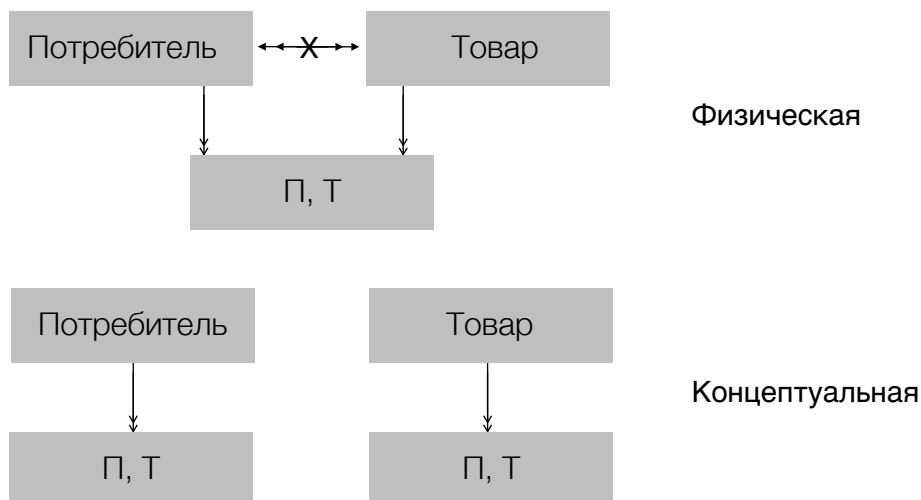 Потребитель
X
Товар
Физическая
П, Т
Потребитель
Товар
Концептуальная
П, Т
П, Т